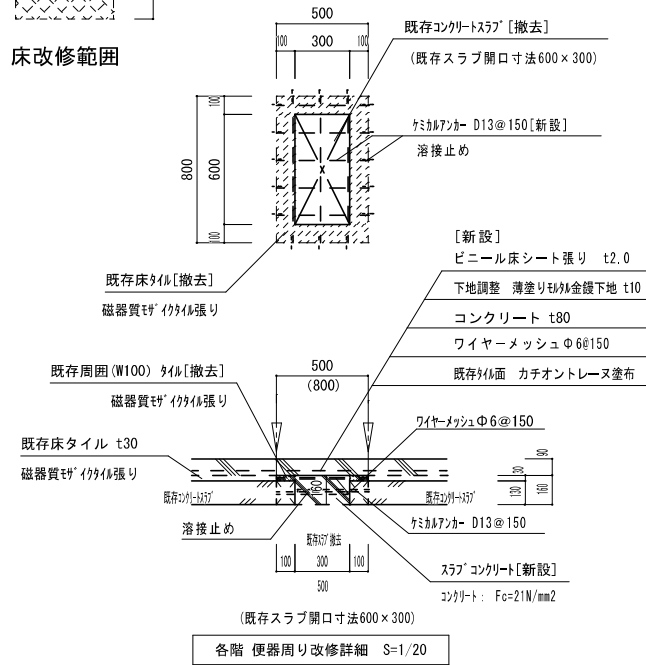 床改修範囲
500
100 300 100
既存コンクリートスラブ[撤去]
(既存スラブ開口寸法600×300)
ケミカルアンカー D13@150[新設]
溶接止め
800
100
600
100
既存床タイル[撤去]
磁器質モザイクタイル張り
[新設]
ビニール床シート張り t2.0
下地調整 薄塗りモルタル金鏝下地 t10
コンクリート t80
ワイヤーメッシュΦ6@150
既存タイル面 カチオントレーヌ塗布
既存周囲(W100) タイル[撤去]
磁器質モザイクタイル張り
500
(800)
ワイヤーメッシュΦ6@150
既存床タイル t30
磁器質モザイクタイル張り
既存コンクリートスラブ
160
既存コンクリートスラブ
90
30
130
160
溶接止め
既存スラブ撤去
ケミカルアンカー D13@150
100 300 100
500
スラブコンクリート[新設]
コンクリート: Fc=21N/mm2
(既存スラブ開口寸法600×300)
各階 便器周り改修詳細 S=1/20